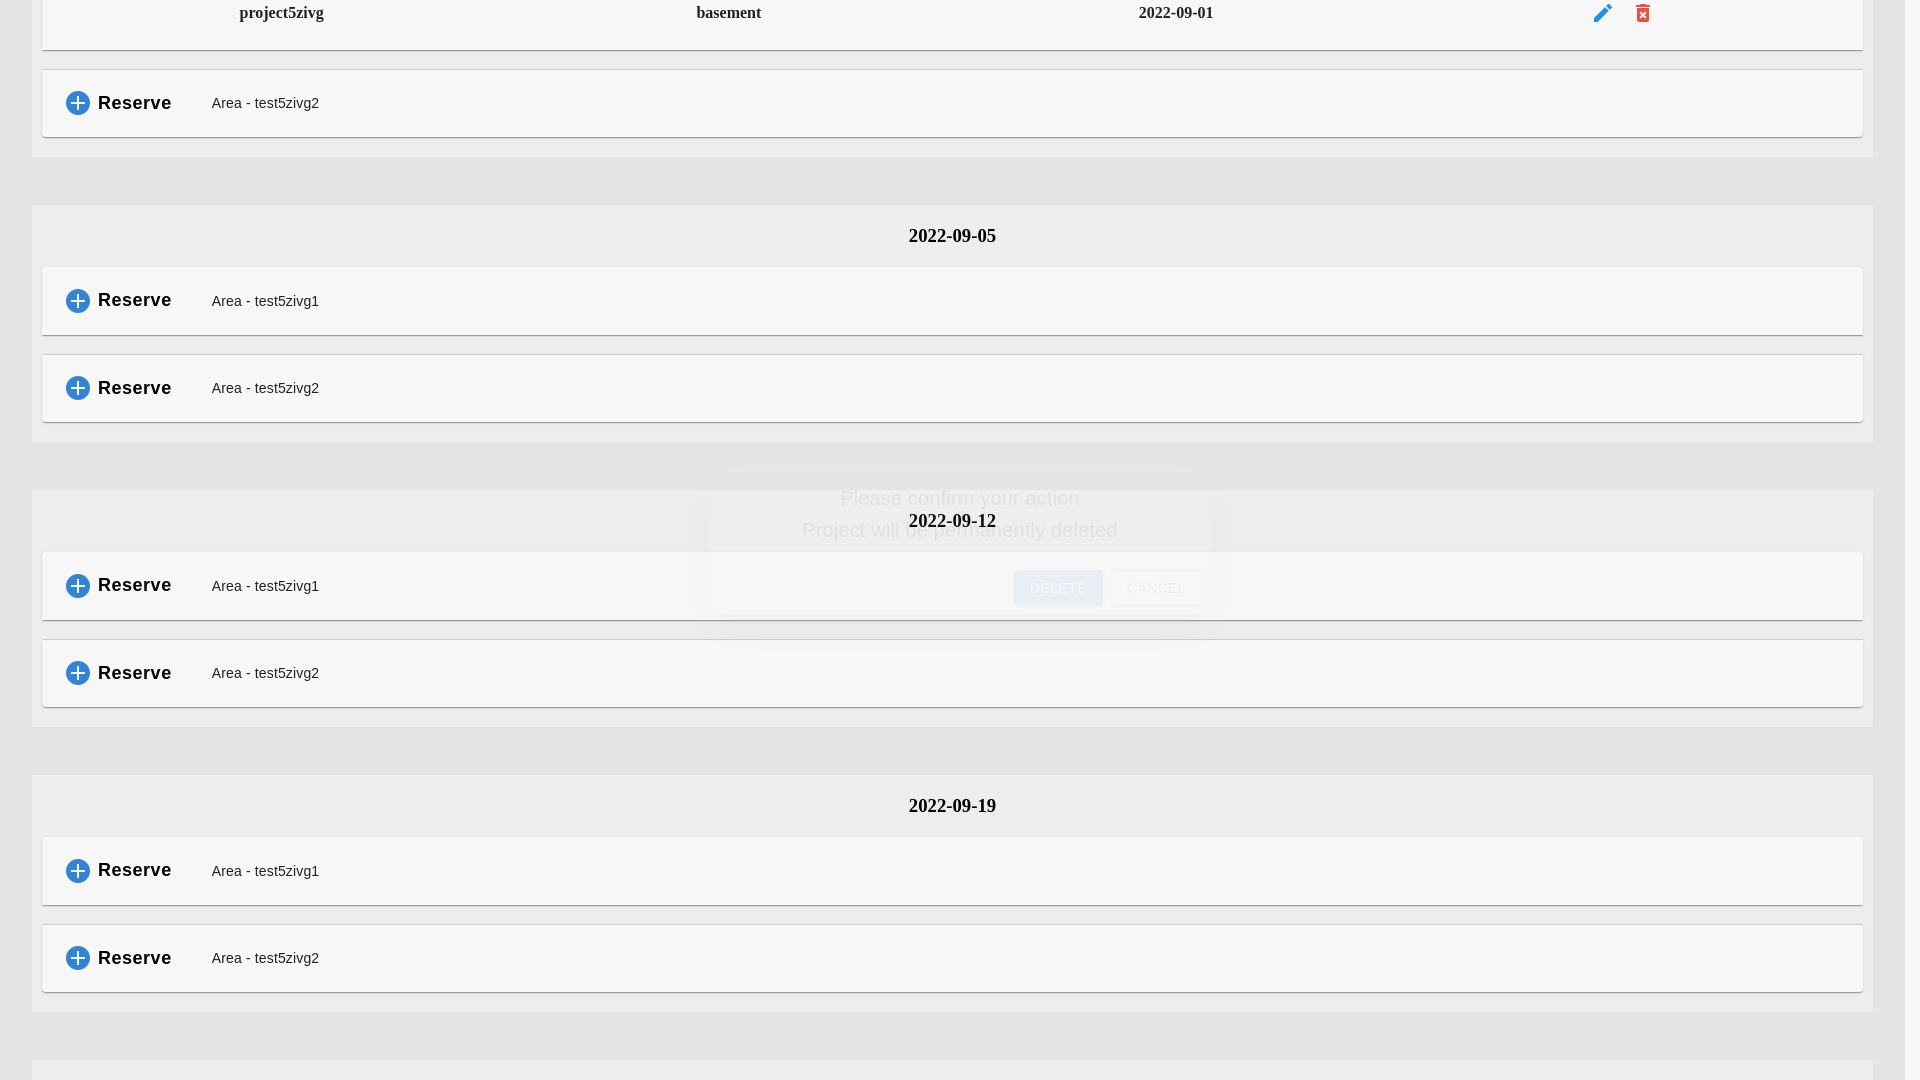 project5zivg basement 2022-09-01
Reserve Area - test5zivg2
2022-09-05
Reserve Area - test5zivg1
Reserve Area - test5zivg2
Please confirm your action
2022-09-12
Project will be permanently deleted
Reserve Area - test5zivg1
DELETE CANCEL
Reserve Area - test5zivg2
2022-09-19
Reserve Area - test5zivg1
Reserve Area - test5zivg2